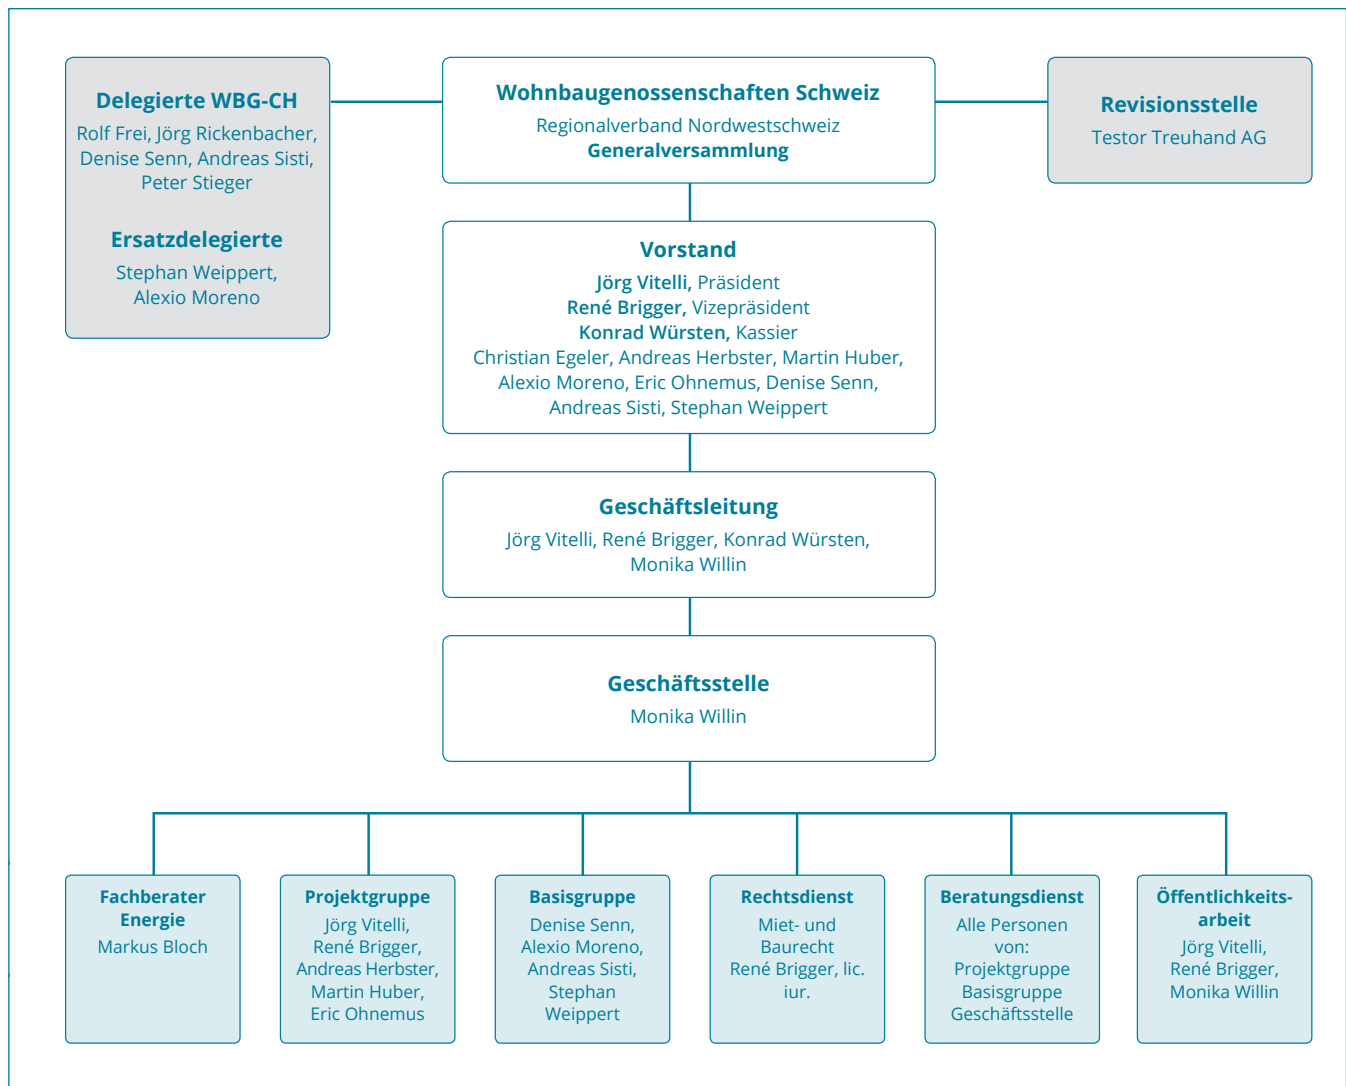 Delegierte WBG-CH
Rolf Frei, Jörg Rickenbacher,
Denise Senn, Andreas Sisti,
Peter Stieger
Ersatzdelegierte
Stephan Weippert,
Alexio Moreno
Wohnbaugenossenschaften Schweiz
Regionalverband Nordwestschweiz
Generalversammlung
Revisionsstelle
Testor Treuhand AG
Vorstand
Jörg Vitelli, Präsident
René Brigger, Vizepräsident
Konrad Würsten, Kassier
Christian Egeler, Andreas Herbster, Martin Huber,
Alexio Moreno, Eric Ohnemus, Denise Senn,
Andreas Sisti, Stephan Weippert
Geschäftsleitung
Jörg Vitelli, René Brigger, Konrad Würsten,
Monika Willin
Geschäftsstelle
Monika Willin
Fachberater
Energie
Markus Bloch
Projektgruppe
Jörg Vitelli,
René Brigger,
Andreas Herbster,
Martin Huber,
Eric Ohnemus
Basisgruppe
Denise Senn,
Alexio Moreno,
Andreas Sisti,
Stephan
Weippert
Rechtsdienst
Miet- und
Baurecht
René Brigger, lic.
iur.
Beratungsdienst
Alle Personen
von:
Projektgruppe
Basisgruppe
Geschäftsstelle
Öffentlichkeits-
arbeit
Jörg Vitelli,
René Brigger,
Monika Willin